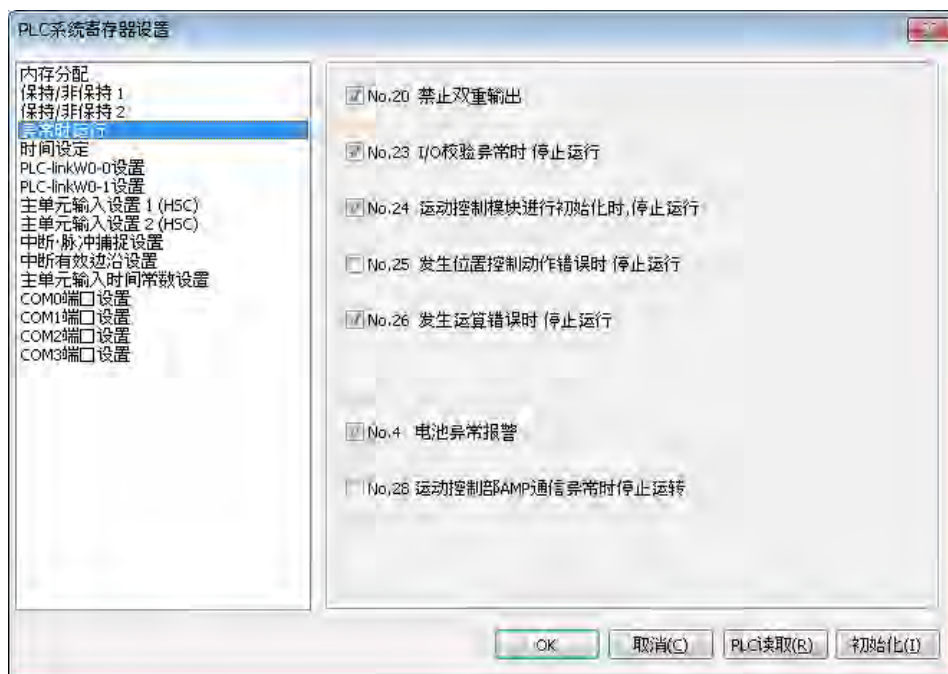 PLC系统寄存器设置
内存分配
保持/非保持 1
保持/非保持 2
异常时运行
时间设定
PLC-linkW0-0设置
PLC-linkW0-1设置
主单元输入设置 1 (HSC)
主单元输入设置 2 (HSC)
中断·脉冲捕捉设置
中断有效边沿设置
主单元输入时间常数设置
COM0端口设置
COM1端口设置
COM2端口设置
COM3端口设置
No.20 禁止双重输出
No.23 I/O校验异常时 停止运行
No.24 运动控制模块进行初始化时,停止运行
No.25 发生位置控制动作错误时 停止运行
No.26 发生运算错误时 停止运行
No.4 电池异常报警
No.28 运动控制部AMP通信异常时停止运转
OK 取消(C) PLC读取(R) 初始化(I)